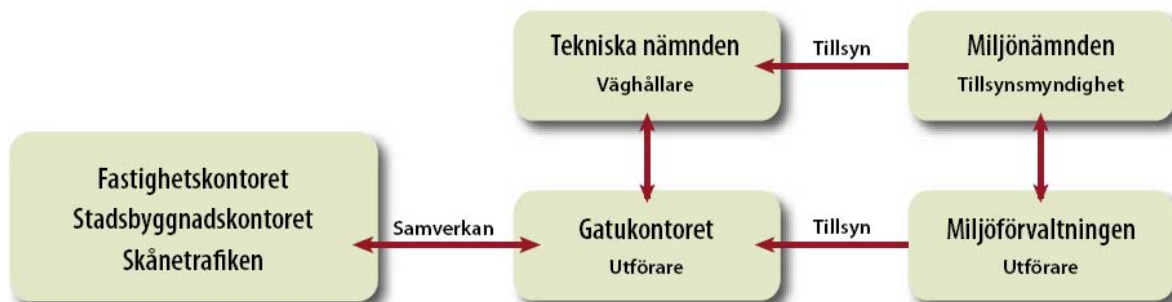 Tekniska nämnden
Väghållare
Tillsyn
Miljönämnden
Tillsynsmyndighet
Fastighetskontoret
Stadsbyggnadskontoret
Skånetrafiken
Samverkan
Gatukontoret
Utförare
Tillsyn
Miljöförvaltningen
Utförare